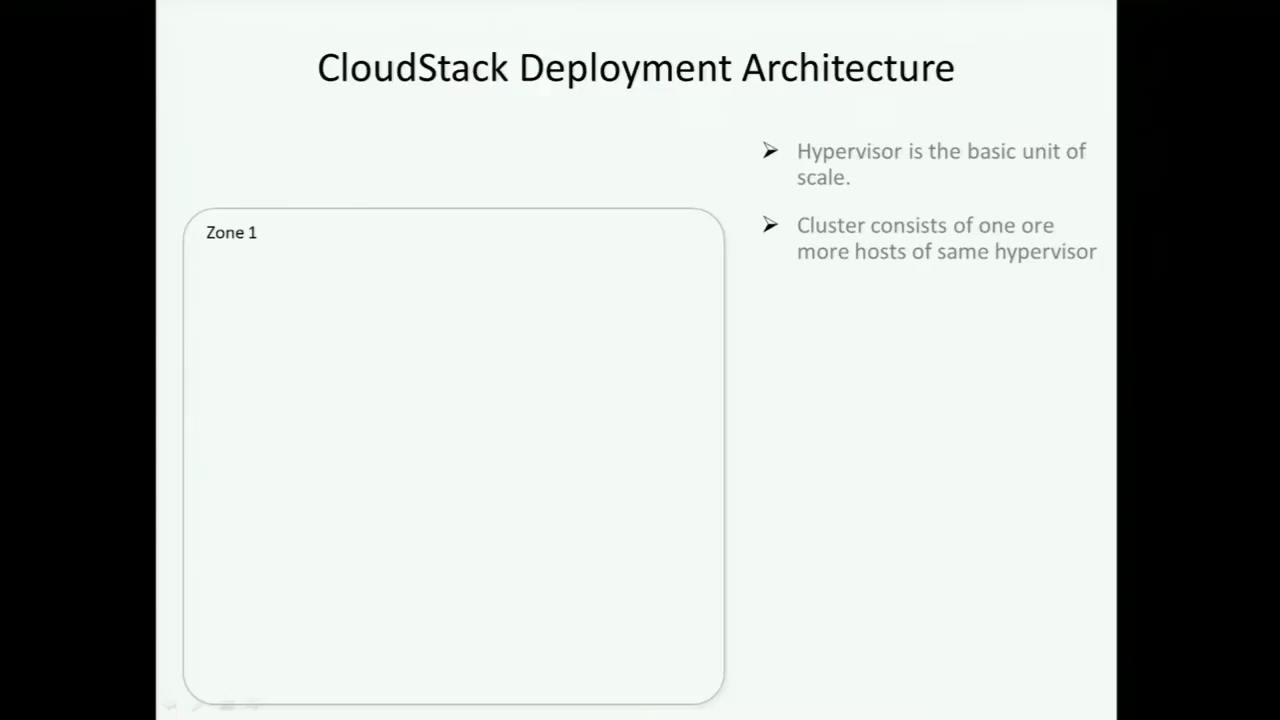 CloudStack Deployment Architecture
Hypervisor is the basic unit of
scale.
Cluster consists of one ore
more hosts of same hypervisor
Zone 1